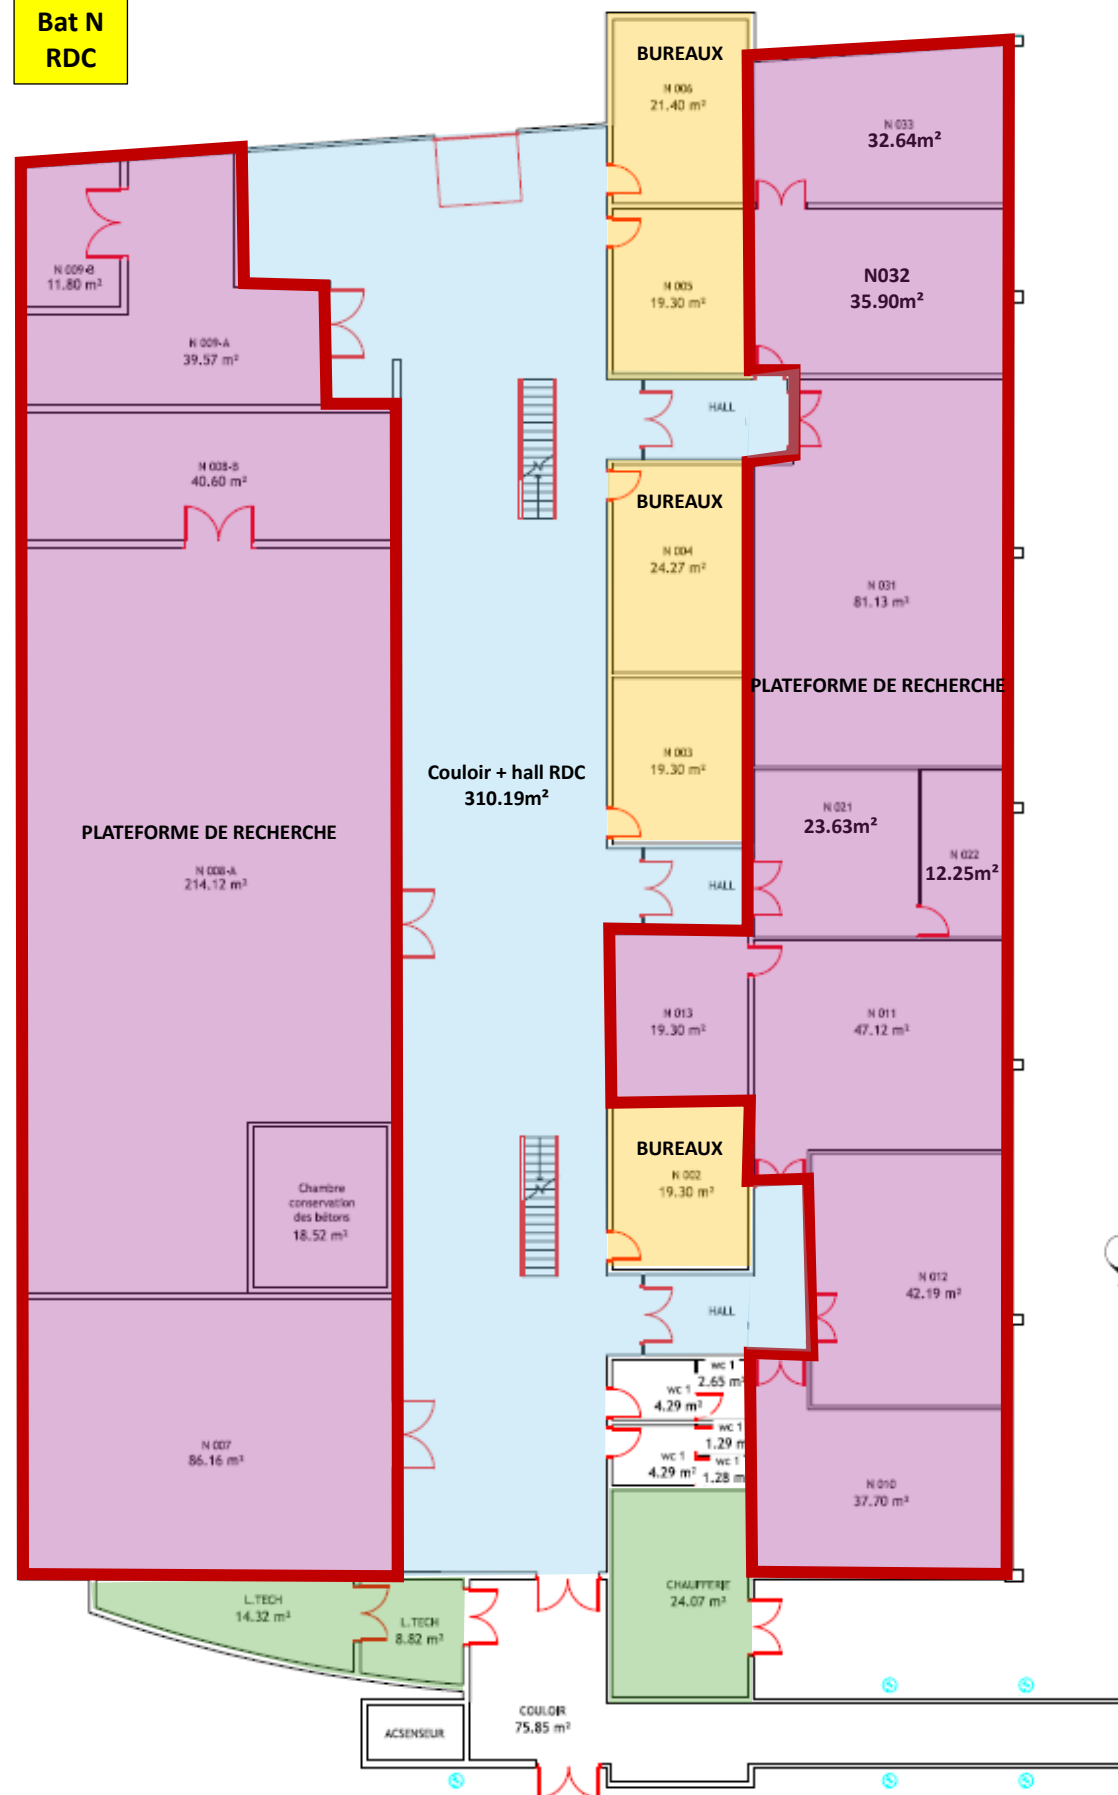 Bat N
RDC
BUREAUX
N 006
21.40 m²
N 033
32.64m²
N 009-B
11.80 m²
N 005
19.30 m²
N032
35.90m²
N 009-A
39.57 m²
HALL
N 008-B
40.60 m²
BUREAUX
N 004
24.27 m²
N 031
81.13 m²
PLATEFORME DE RECHERCHE
N 003
19.30 m²
Couloir + hall RDC
310.19m²
N 021
23.63m²
PLATEFORME DE RECHERCHE
N 008-A
214.12 m²
N 022
12.25m²
HALL
N 013
19.30 m²
N 011
47.12 m²
BUREAUX
N 002
19.30 m²
Chambre
conservation
des bétons
18.52 m²
N 012
42.19 m²
HALL
wc 1
2.65 m²
wc 1
4.29 m²
wc 1
1.29 m
wc 1
4.29 m²
wc 1
1.28 m
N 007
86.16 m²
N 010
37.70 m²
CHAUFFERIE
24.07 m²
L.TECH
14.32 m²
L.TECH
8.82 m²
COULOIR
75.85 m²
ACSENSEUR